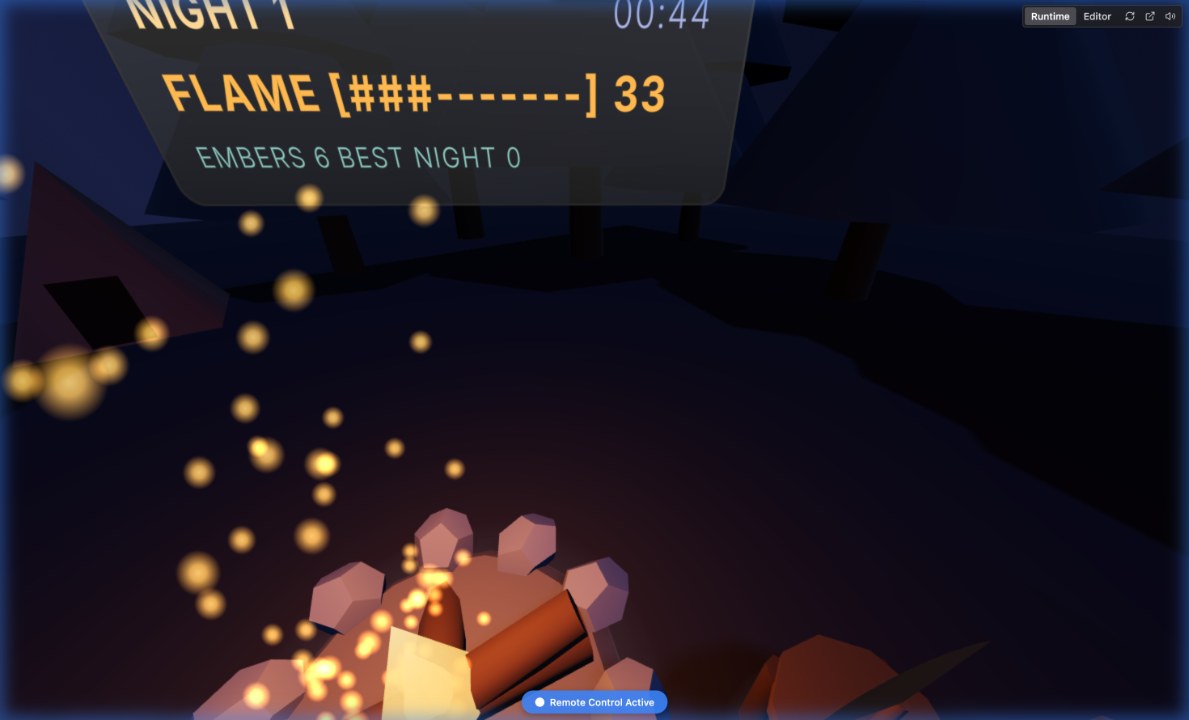 NIGHT 1 00:44
Runtime Editor
FLAME [###-------] 33
EMBERS 6 BEST NIGHT 0
Remote Control Active